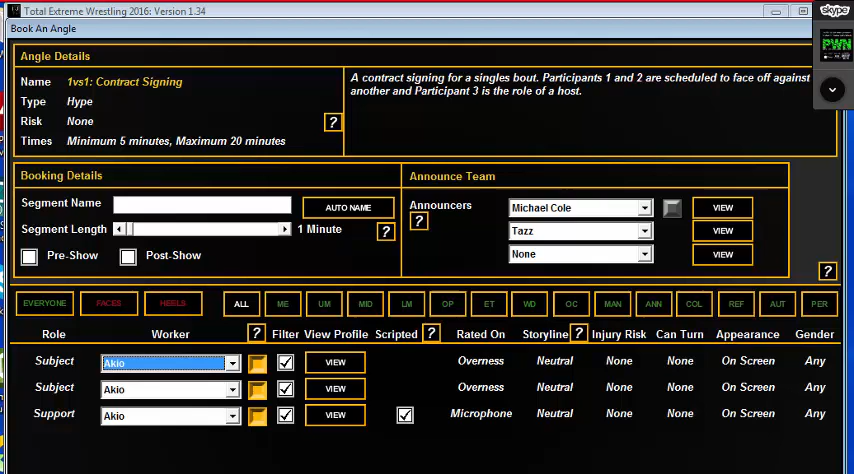 Total Extreme Wrestling 2016: Version 1.34
skype
Book An Angle
Angle Details
Name 1vs1: Contract Signing
Type Hype
Risk None
?
Times Minimum 5 minutes, Maximum 20 minutes
A contract signing for a singles bout. Participants 1 and 2 are scheduled to face off against
another and Participant 3 is the role of a host.
Booking Details
Segment Name AUTO NAME
Segment Length 1 Minute ?
Pre-Show Post-Show
Announce Team
Announcers Michael Cole VIEW
? Tazz VIEW
None VIEW
?
EVERYONE FACES HEELS ALL ME UM MID LM OP ET WD OC MAN ANN COL REF AUT PER
Role Worker ? Filter View Profile Scripted ? Rated On Storyline ? Injury Risk Can Turn Appearance Gender
Subject Akio VIEW Overness Neutral None None On Screen Any
Subject Akio VIEW Overness Neutral None None On Screen Any
Support Akio VIEW Microphone Neutral None None On Screen Any